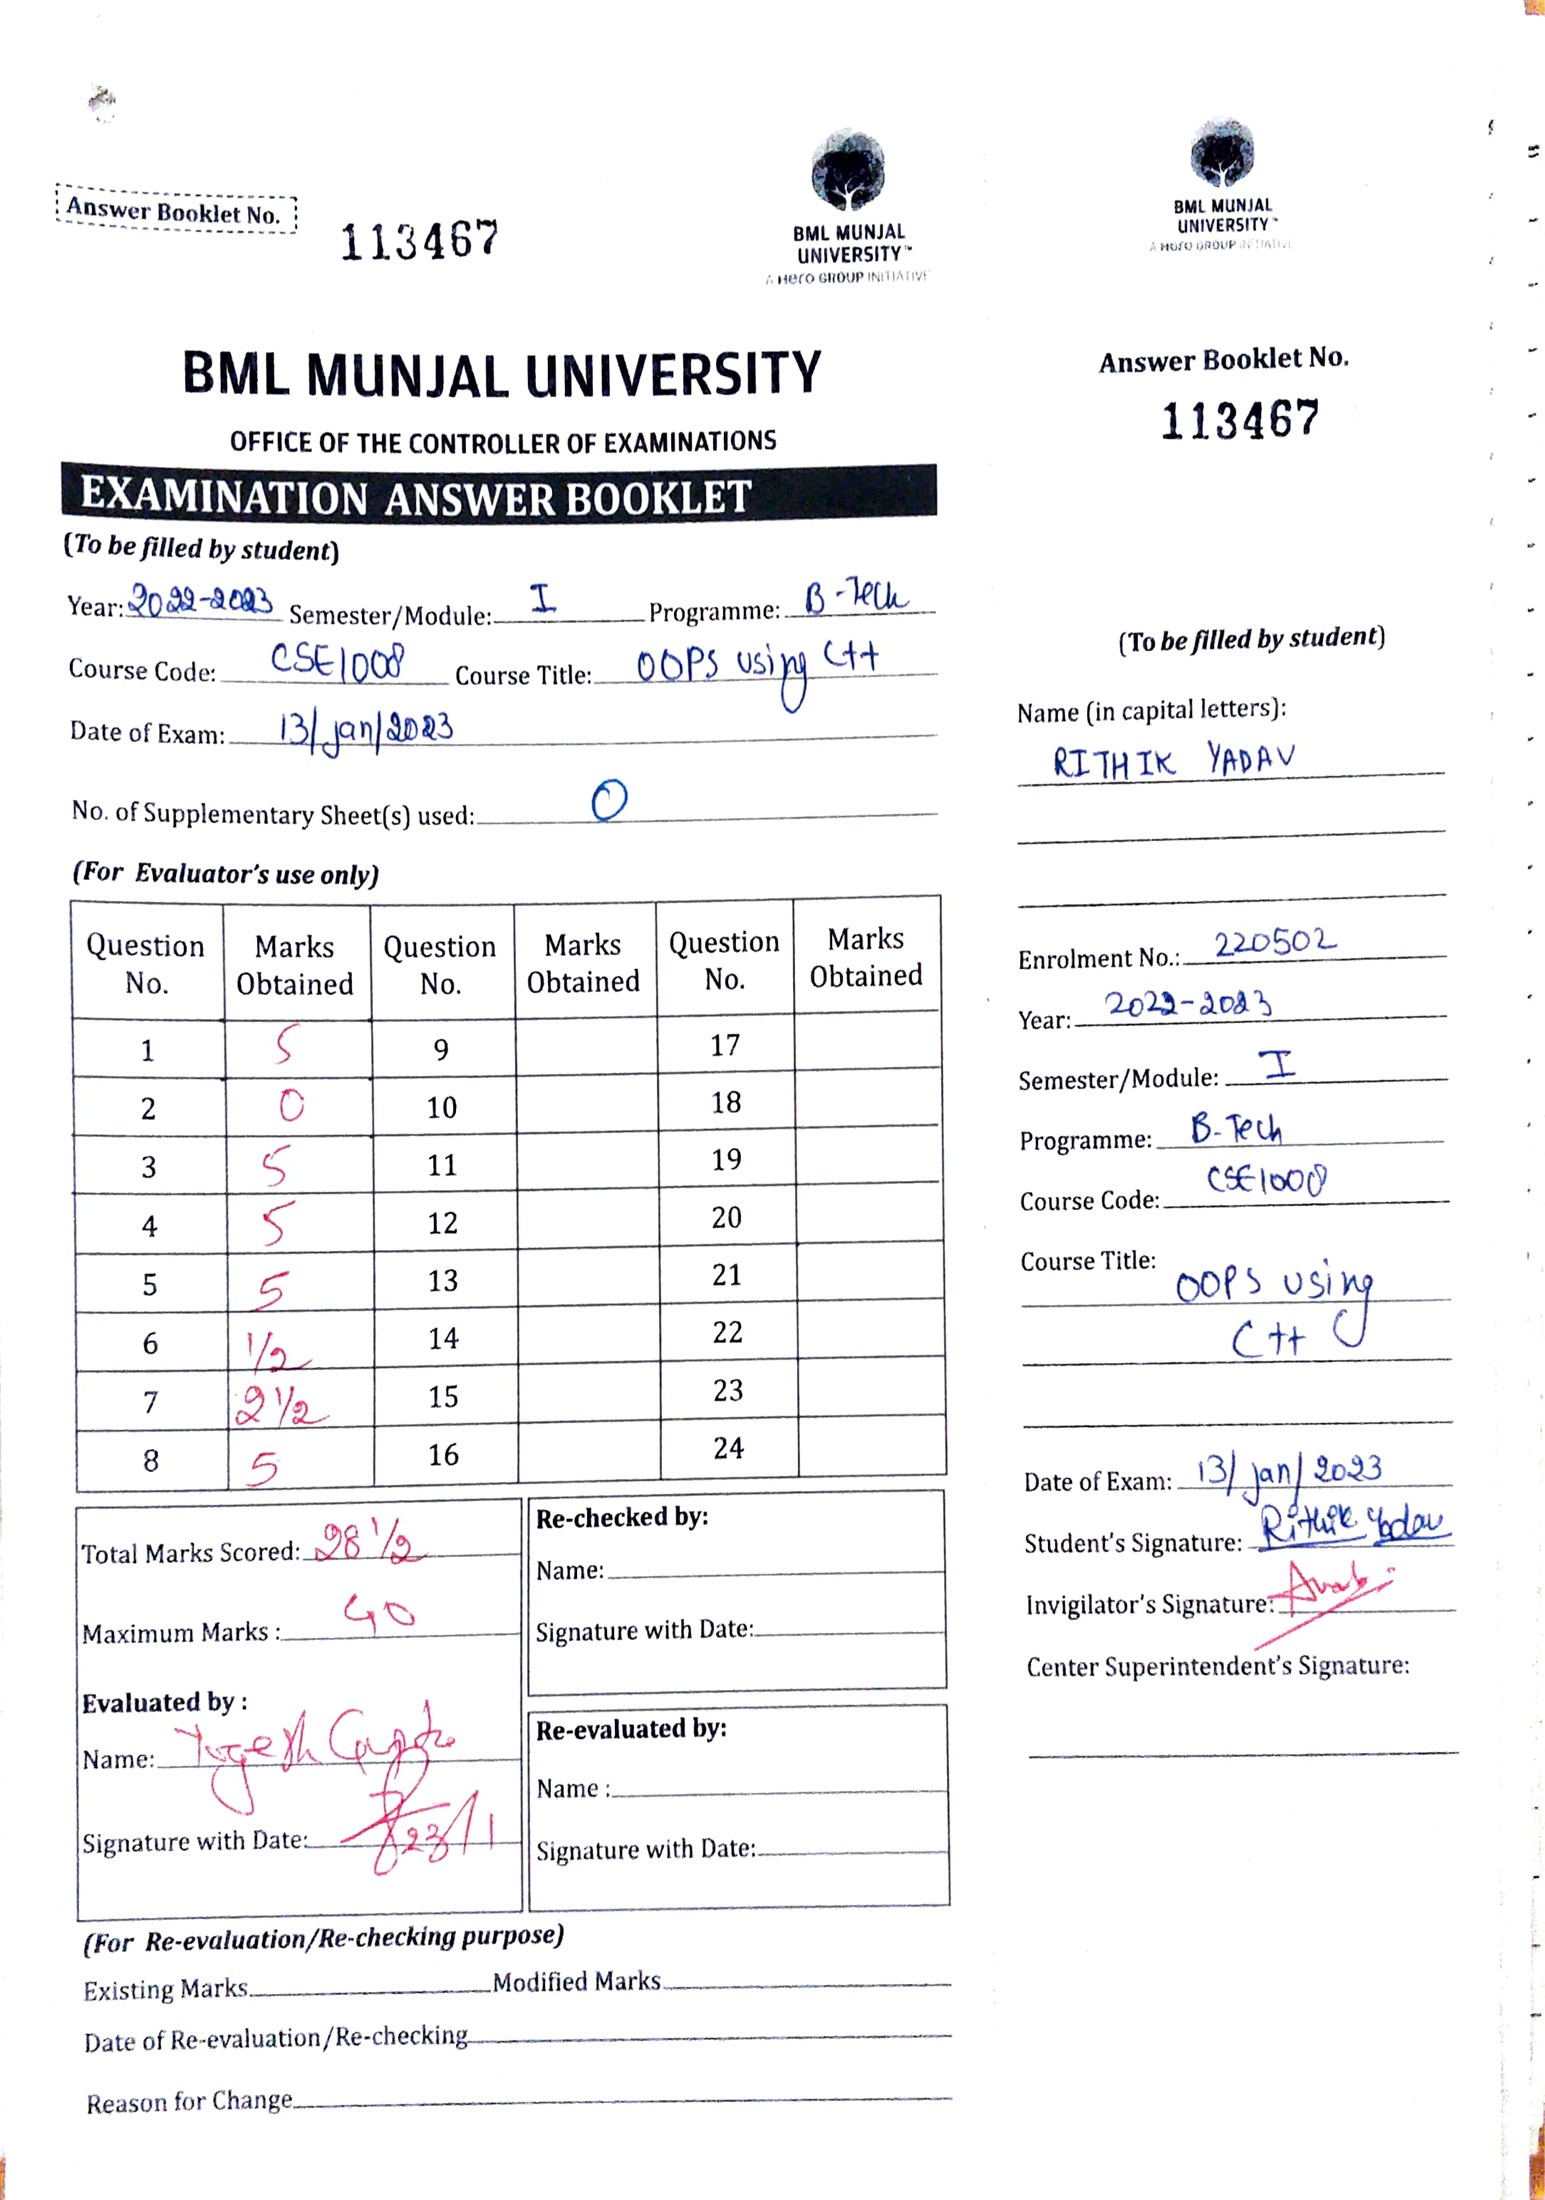 Answer Booklet No.
113467
BML MUNJAL
UNIVERSITY™
A Hero GROUP INITIATIVE
BML MUNJAL UNIVERSITY
OFFICE OF THE CONTROLLER OF EXAMINATIONS
EXAMINATION ANSWER BOOKLET
(To be filled by student)
Year: 2022-2023 Semester/Module: I Programme: B-Tech
Course Code: CSE1008 Course Title: OOPS using C++
Date of Exam: 13/jan/2023
No. of Supplementary Sheet(s) used: 0
(For Evaluator's use only)
Question No. Marks Obtained Question No. Marks Obtained Question No. Marks Obtained
1 5 9 17
2 0 10 18
3 5 11 19
4 5 12 20
5 5 13 21
6 1/2 14 22
7 2 1/2 15 23
8 5 16 24
Total Marks Scored: 28 1/2
Maximum Marks : 40
Evaluated by :
Name: Yogesh Gupta
Signature with Date: 23/1
Re-checked by:
Name:
Signature with Date:
Re-evaluated by:
Name :
Signature with Date:
(For Re-evaluation/Re-checking purpose)
Existing Marks Modified Marks
Date of Re-evaluation/Re-checking
Reason for Change
BML MUNJAL
UNIVERSITY™
A Hero GROUP INITIATIVE
Answer Booklet No.
113467
(To be filled by student)
Name (in capital letters):
RITHIK YADAV
Enrolment No.: 220502
Year: 2022-2023
Semester/Module: I
Programme: B-Tech
Course Code: CSE1008
Course Title:
OOPS using
C++
Date of Exam: 13/jan/2023
Student's Signature: Rithik Yadav
Invigilator's Signature:
Center Superintendent's Signature: